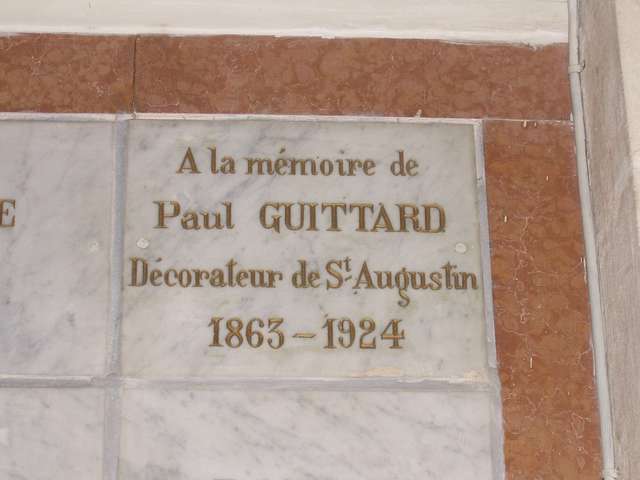 A la mémoire de
Paul GUITTARD
Décorateur de St. Augustin
1863 – 1924
E